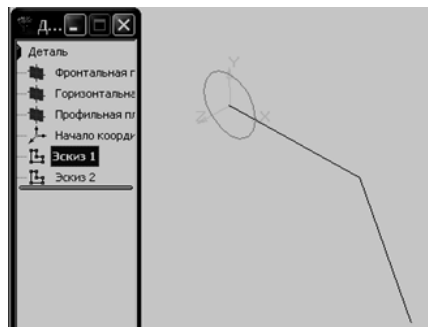 Д...
Деталь
Фронтальная г
Горизонтальна
Профильная пл
Начало коорди
Эскиз 1
Эскиз 2
Y
Z X